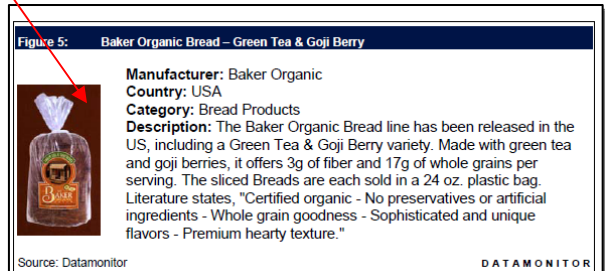 Figure 5: Baker Organic Bread – Green Tea & Goji Berry
Manufacturer: Baker Organic
Country: USA
Category: Bread Products
Description: The Baker Organic Bread line has been released in the
US, including a Green Tea & Goji Berry variety. Made with green tea
and goji berries, it offers 3g of fiber and 17g of whole grains per
serving. The sliced Breads are each sold in a 24 oz. plastic bag.
Literature states, "Certified organic - No preservatives or artificial
ingredients - Whole grain goodness - Sophisticated and unique
flavors - Premium hearty texture."
BAKER
Source: Datamonitor
DATAMONITOR